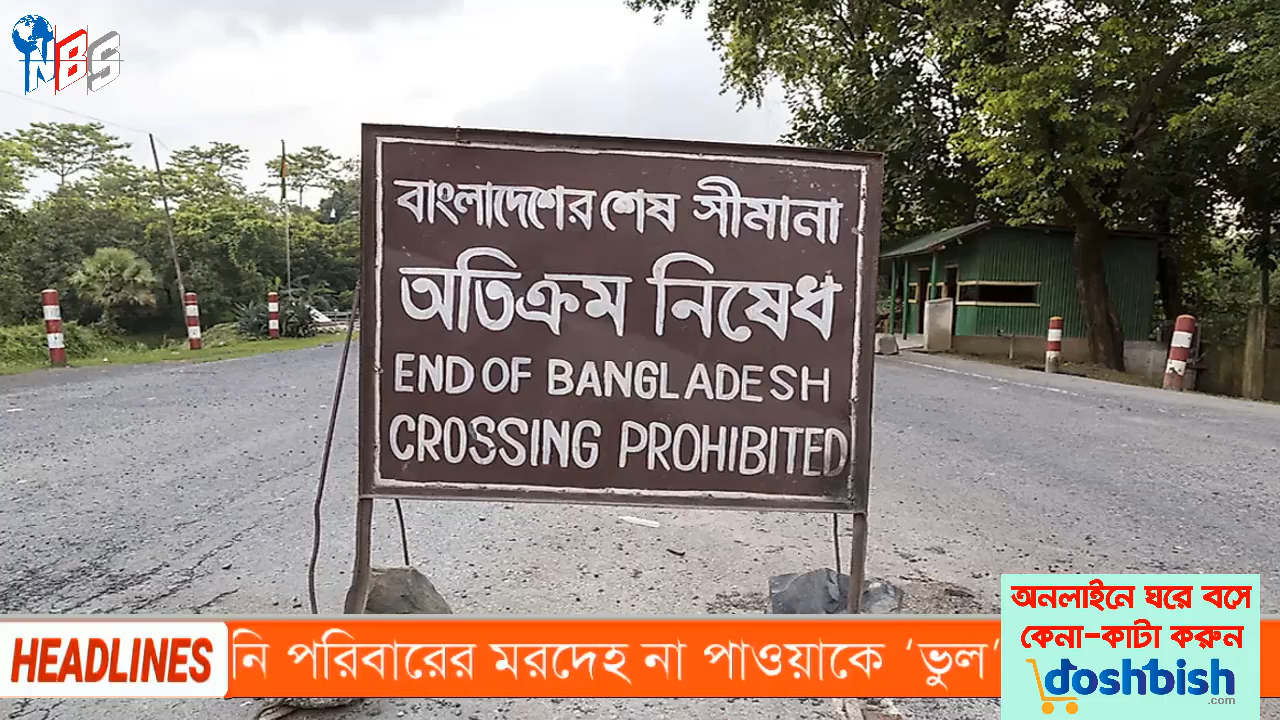 NBS
বাংলাদেশের শেষ সীমানা
অতিক্রম নিষেধ
END OF BANGLADESH
CROSSING PROHIBITED
HEADLINES
নি পরিবারের মরদেহ না পাওয়াকে ‘ভুল’
অনলাইনে ঘরে বসে
কেনা-কাটা করুন
doshbish
.com